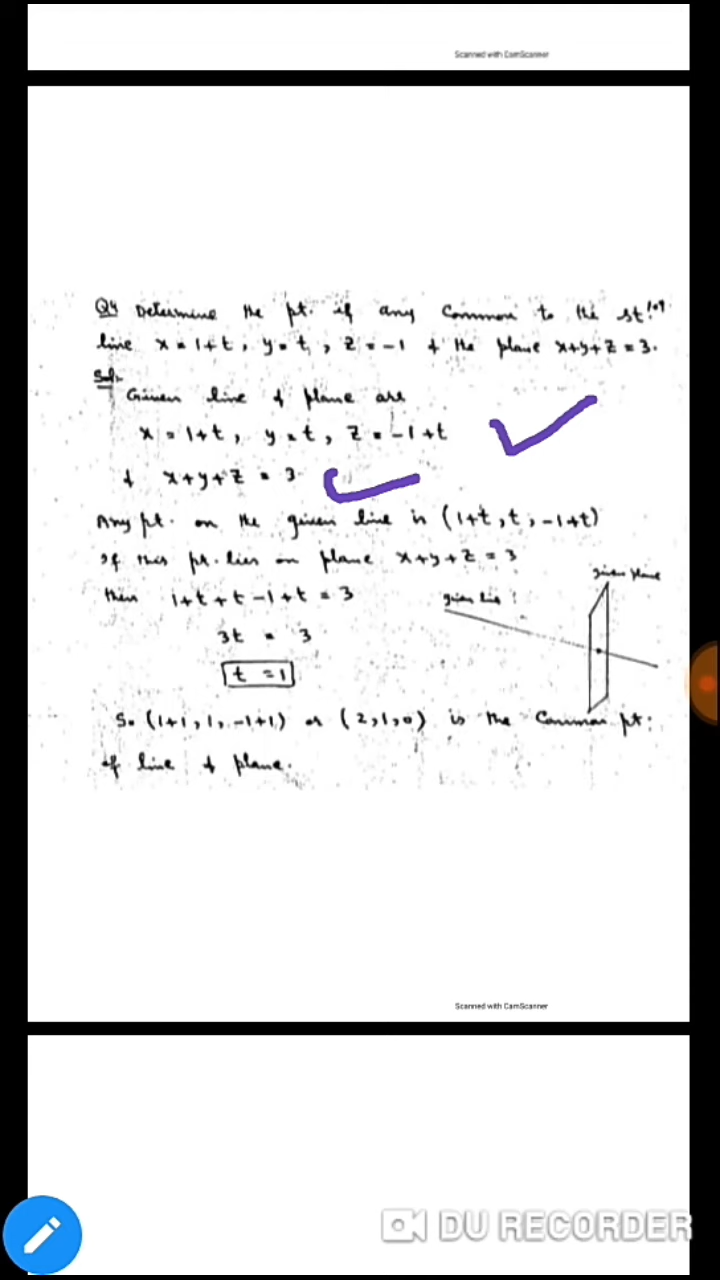 Scanned with CamScanner
Q4 Determine the pt. if any common to the st!
line x = 1+t, y = t, z = -1 & the plane x+y+z = 3.
Sol.
Given line & plane are
x = 1+t, y = t, z = -1+t
& x+y+z = 3
Any pt. on the given line is (1+t, t, -1+t)
If this pt. lies on plane x+y+z = 3
then 1+t+t-1+t = 3
given plane
given line
3t = 3
t = 1
So (1+1, 1, -1+1) or (2,1,0) is the common pt.
of line & plane.
Scanned with CamScanner
DU RECORDER